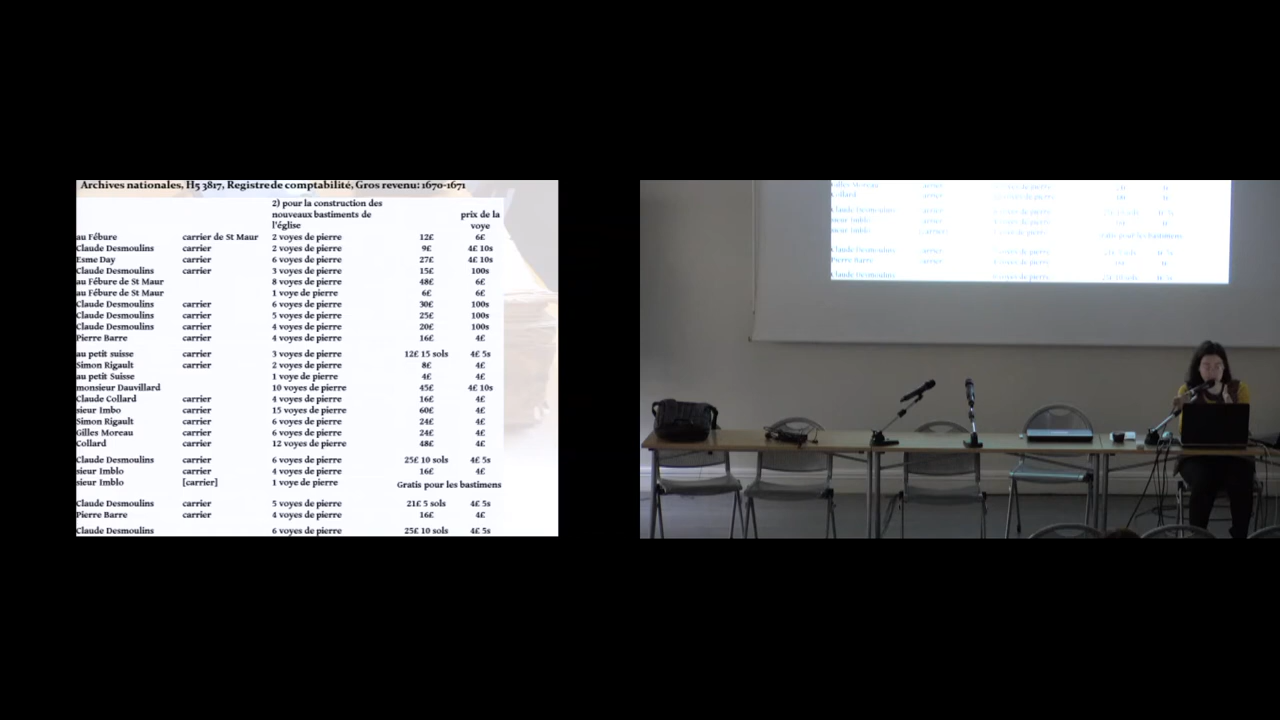 Archives nationales, H5 3817, Registre de comptabilité, Gros revenu: 1670-1671
2) pour la construction des
nouveaux bastiments de
l'église
prix de la
voye
au Fébure carrier de St Maur 2 voyes de pierre 12£ 6£
Claude Desmoulins carrier 2 voyes de pierre 9£ 4£ 10s
Esme Day carrier 6 voyes de pierre 27£ 4£ 10s
Claude Desmoulins carrier 3 voyes de pierre 15£ 100s
au Fébure de St Maur 8 voyes de pierre 48£ 6£
au Fébure de St Maur 1 voye de pierre 6£ 6£
Claude Desmoulins carrier 6 voyes de pierre 30£ 100s
Claude Desmoulins carrier 5 voyes de pierre 25£ 100s
Claude Desmoulins carrier 4 voyes de pierre 20£ 100s
Pierre Barre carrier 4 voyes de pierre 16£ 4£
au petit suisse carrier 3 voyes de pierre 12£ 15 sols 4£ 5s
Simon Rigault carrier 2 voyes de pierre 8£ 4£
au petit Suisse 1 voye de pierre 4£ 4£
monsieur Dauvillard 10 voyes de pierre 45£ 4£ 10s
Claude Collard carrier 4 voyes de pierre 16£ 4£
sieur Imbo carrier 15 voyes de pierre 60£ 4£
Simon Rigault carrier 6 voyes de pierre 24£ 4£
Gilles Moreau carrier 6 voyes de pierre 24£ 4£
Collard carrier 12 voyes de pierre 48£ 4£
Claude Desmoulins carrier 6 voyes de pierre 25£ 10 sols 4£ 5s
sieur Imblo carrier 4 voyes de pierre 16£ 4£
sieur Imblo [carrier] 1 voye de pierre Gratis pour les bastimens
Claude Desmoulins carrier 5 voyes de pierre 21£ 5 sols 4£ 5s
Pierre Barre carrier 4 voyes de pierre 16£ 4£
Claude Desmoulins 6 voyes de pierre 25£ 10 sols 4£ 5s